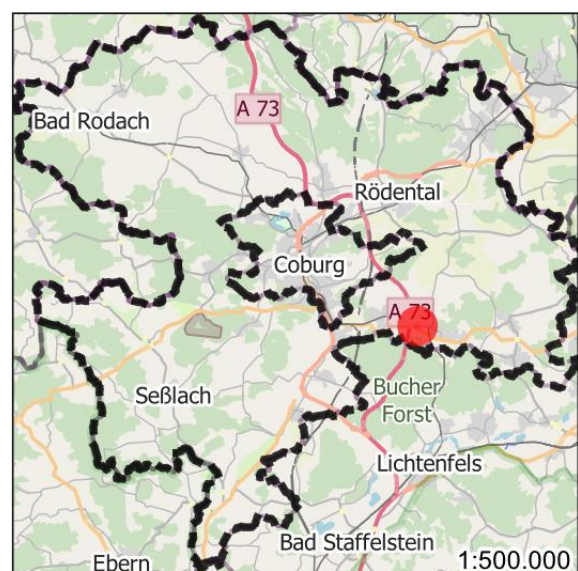 A 73
Bad Rodach
Rödental
Coburg
A 73
Seßlach
Bucher
Forst
Lichtenfels
Bad Staffelstein
Ebern
1:500.000